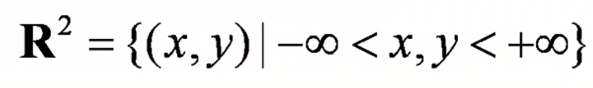 R² = {(x, y) | −∞ < x, y < +∞}